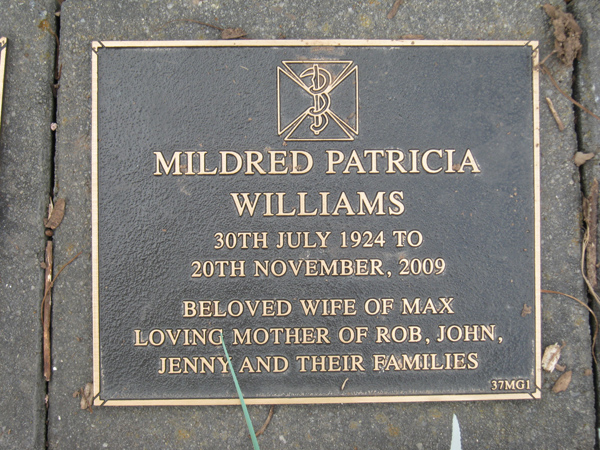 MILDRED PATRICIA
WILLIAMS
30TH JULY 1924 TO
20TH NOVEMBER, 2009
BELOVED WIFE OF MAX
LOVING MOTHER OF ROB, JOHN,
JENNY AND THEIR FAMILIES
37MG1